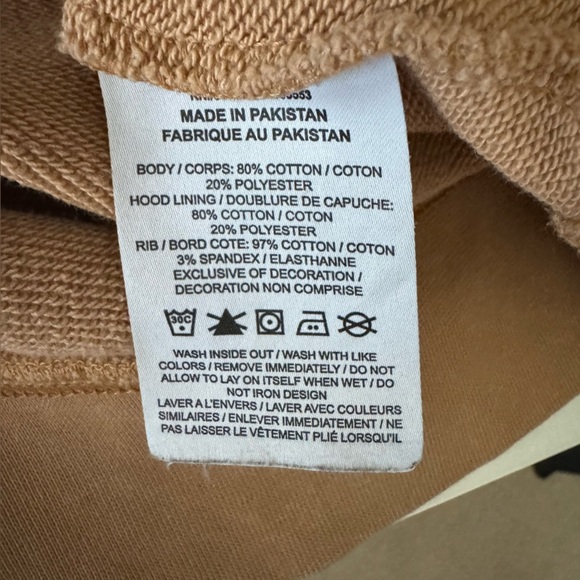 MADE IN PAKISTAN
FABRIQUE AU PAKISTAN
BODY / CORPS: 80% COTTON / COTON
20% POLYESTER
HOOD LINING / DOUBLURE DE CAPUCHE:
80% COTTON / COTON
20% POLYESTER
RIB / BORD COTE: 97% COTTON / COTON
3% SPANDEX / ELASTHANNE
EXCLUSIVE OF DECORATION /
DECORATION NON COMPRISE
30C
WASH INSIDE OUT / WASH WITH LIKE
COLORS / REMOVE IMMEDIATELY / DO NOT
ALLOW TO LAY ON ITSELF WHEN WET / DO
NOT IRON DESIGN
LAVER A L'ENVERS / LAVER AVEC COULEURS
SIMILAIRES / ENLEVER IMMEDIATEMENT / NE
PAS LAISSER LE VÊTEMENT PLIÉ LORSQU'IL